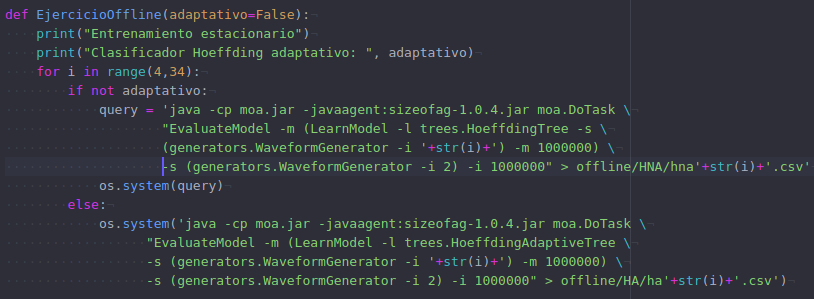 def EjercicioOffline(adaptativo=False):
    print("Entrenamiento estacionario")
    print("Clasificador Hoeffding adaptativo: ", adaptativo)
    for i in range(4,34):
        if not adaptativo:
            query = 'java -cp moa.jar -javaagent:sizeofag-1.0.4.jar moa.DoTask \
                    "EvaluateModel -m (LearnModel -l trees.HoeffdingTree -s \
                    (generators.WaveformGenerator -i '+str(i)+') -m 1000000) \
                    -s (generators.WaveformGenerator -i 2) -i 1000000" > offline/HNA/hna'+str(i)+'.csv'
            os.system(query)
        else:
            os.system('java -cp moa.jar -javaagent:sizeofag-1.0.4.jar moa.DoTask \
                  "EvaluateModel -m (LearnModel -l trees.HoeffdingAdaptiveTree \
                  -s (generators.WaveformGenerator -i '+str(i)+') -m 1000000) \
                  -s (generators.WaveformGenerator -i 2) -i 1000000" > offline/HA/ha'+str(i)+'.csv')